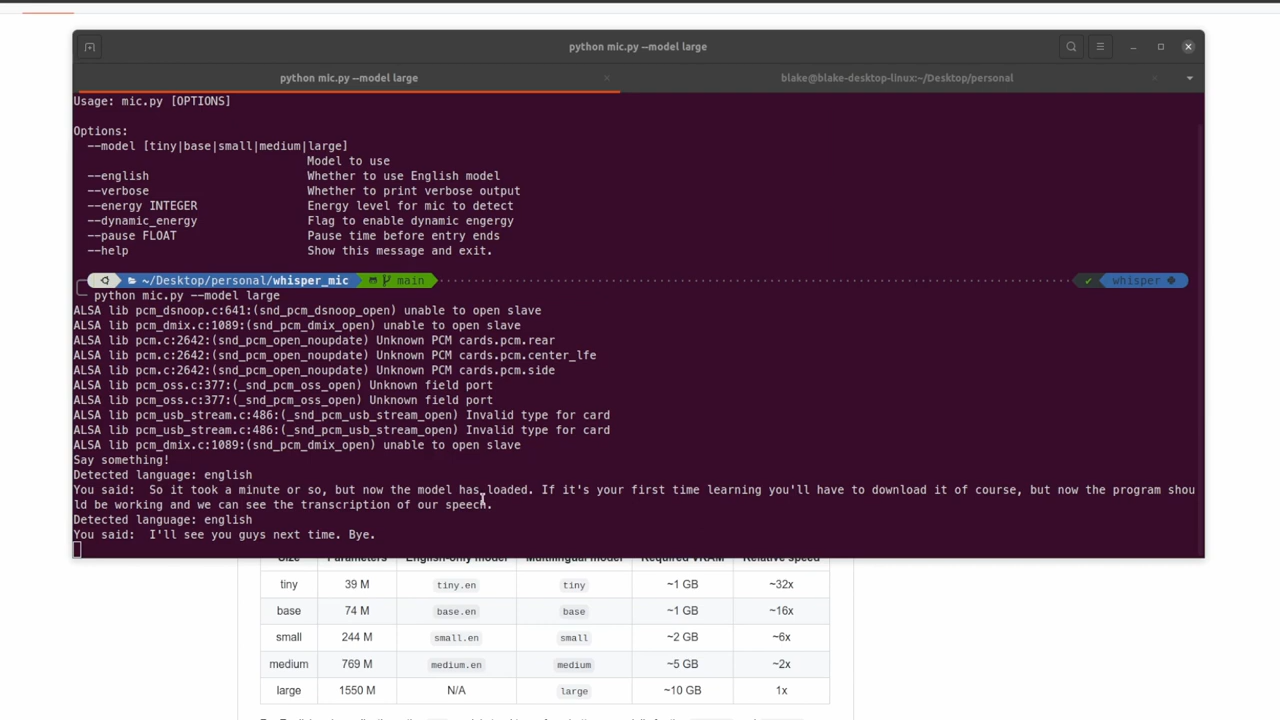 python mic.py --model large
python mic.py --model large
blake@blake-desktop-linux:~/Desktop/personal
Usage: mic.py [OPTIONS]
Options:
--model [tiny|base|small|medium|large]
Model to use
--english Whether to use English model
--verbose Whether to print verbose output
--energy INTEGER Energy level for mic to detect
--dynamic_energy Flag to enable dynamic engergy
--pause FLOAT Pause time before entry ends
--help Show this message and exit.
~/Desktop/personal/whisper_mic main ✓ whisper
python mic.py --model large
ALSA lib pcm_dsnoop.c:641:(snd_pcm_dsnoop_open) unable to open slave
ALSA lib pcm_dmix.c:1089:(snd_pcm_dmix_open) unable to open slave
ALSA lib pcm.c:2642:(snd_pcm_open_noupdate) Unknown PCM cards.pcm.rear
ALSA lib pcm.c:2642:(snd_pcm_open_noupdate) Unknown PCM cards.pcm.center_lfe
ALSA lib pcm.c:2642:(snd_pcm_open_noupdate) Unknown PCM cards.pcm.side
ALSA lib pcm_oss.c:377:(_snd_pcm_oss_open) Unknown field port
ALSA lib pcm_oss.c:377:(_snd_pcm_oss_open) Unknown field port
ALSA lib pcm_usb_stream.c:486:(_snd_pcm_usb_stream_open) Invalid type for card
ALSA lib pcm_usb_stream.c:486:(_snd_pcm_usb_stream_open) Invalid type for card
ALSA lib pcm_dmix.c:1089:(snd_pcm_dmix_open) unable to open slave
Say something!
Detected language: english
You said:  So it took a minute or so, but now the model has loaded. If it's your first time learning you'll have to download it of course, but now the program shou
ld be working and we can see the transcription of our speech.
Detected language: english
You said:  I'll see you guys next time. Bye.
Size Parameters English-only model Multilingual model Required VRAM Relative speed
tiny 39 M tiny.en tiny ~1 GB ~32x
base 74 M base.en base ~1 GB ~16x
small 244 M small.en small ~2 GB ~6x
medium 769 M medium.en medium ~5 GB ~2x
large 1550 M N/A large ~10 GB 1x